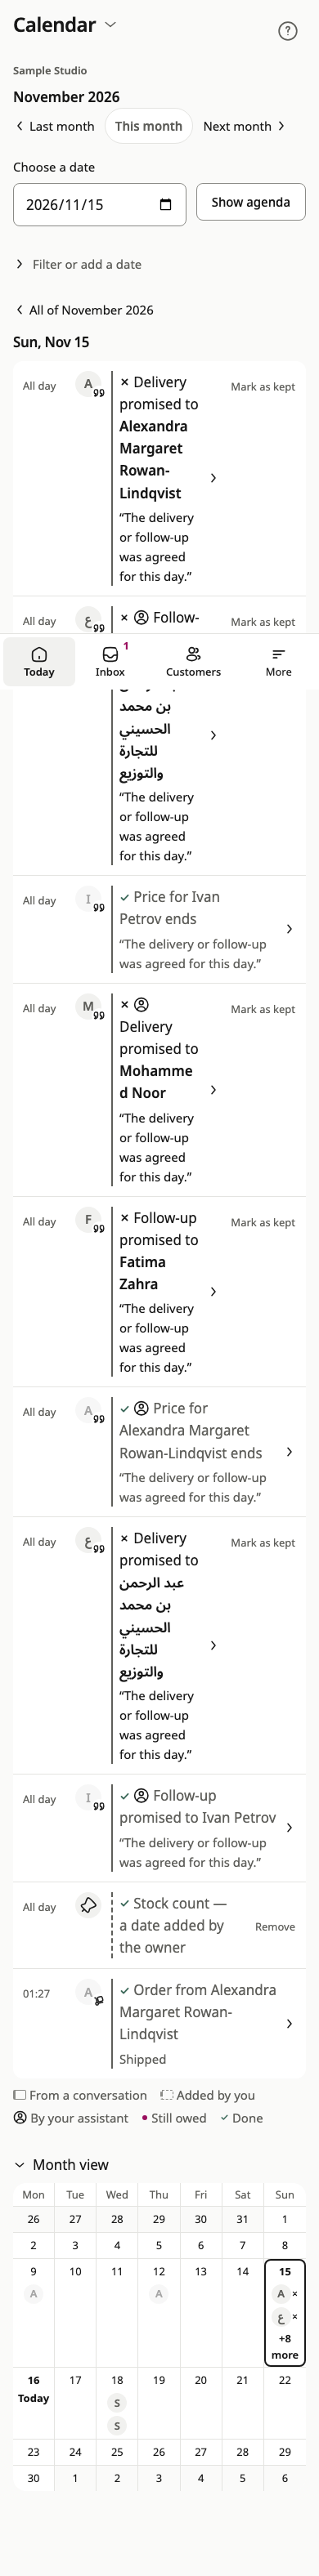 Calendar
Sample Studio
November 2026
Last month This month Next month
Choose a date
2026/11/15 Show agenda
Filter or add a date
All of November 2026
Sun, Nov 15
All day A × Delivery Mark as kept
promised to
Alexandra
Margaret
Rowan-
Lindqvist
“The delivery
or follow-up
was agreed
for this day.”
All day ع × Follow- Mark as kept
Today Inbox 1 Customers More
بن محمد
الحسيني
للتجارة
والتوزيع
“The delivery
or follow-up
was agreed
for this day.”
All day I ✓ Price for Ivan
Petrov ends
“The delivery or follow-up
was agreed for this day.”
All day M × Mark as kept
Delivery
promised to
Mohamme
d Noor
“The delivery
or follow-up
was agreed
for this day.”
All day F × Follow-up Mark as kept
promised to
Fatima
Zahra
“The delivery
or follow-up
was agreed
for this day.”
All day A ✓ Price for
Alexandra Margaret
Rowan-Lindqvist ends
“The delivery or follow-up
was agreed for this day.”
All day ع × Delivery Mark as kept
promised to
عبد الرحمن
بن محمد
الحسيني
للتجارة
والتوزيع
“The delivery
or follow-up
was agreed
for this day.”
All day I ✓ Follow-up
promised to Ivan Petrov
“The delivery or follow-up
was agreed for this day.”
All day ✓ Stock count —
a date added by Remove
the owner
01:27 A ✓ Order from Alexandra
Margaret Rowan-
Lindqvist
Shipped
From a conversation Added by you
By your assistant Still owed ✓ Done
Month view
Mon Tue Wed Thu Fri Sat Sun
26 27 28 29 30 31 1
2 3 4 5 6 7 8
9 10 11 12 13 14 15
A A A ×
ع ×
+8
more
16 17 18 19 20 21 22
Today S
S
23 24 25 26 27 28 29
30 1 2 3 4 5 6